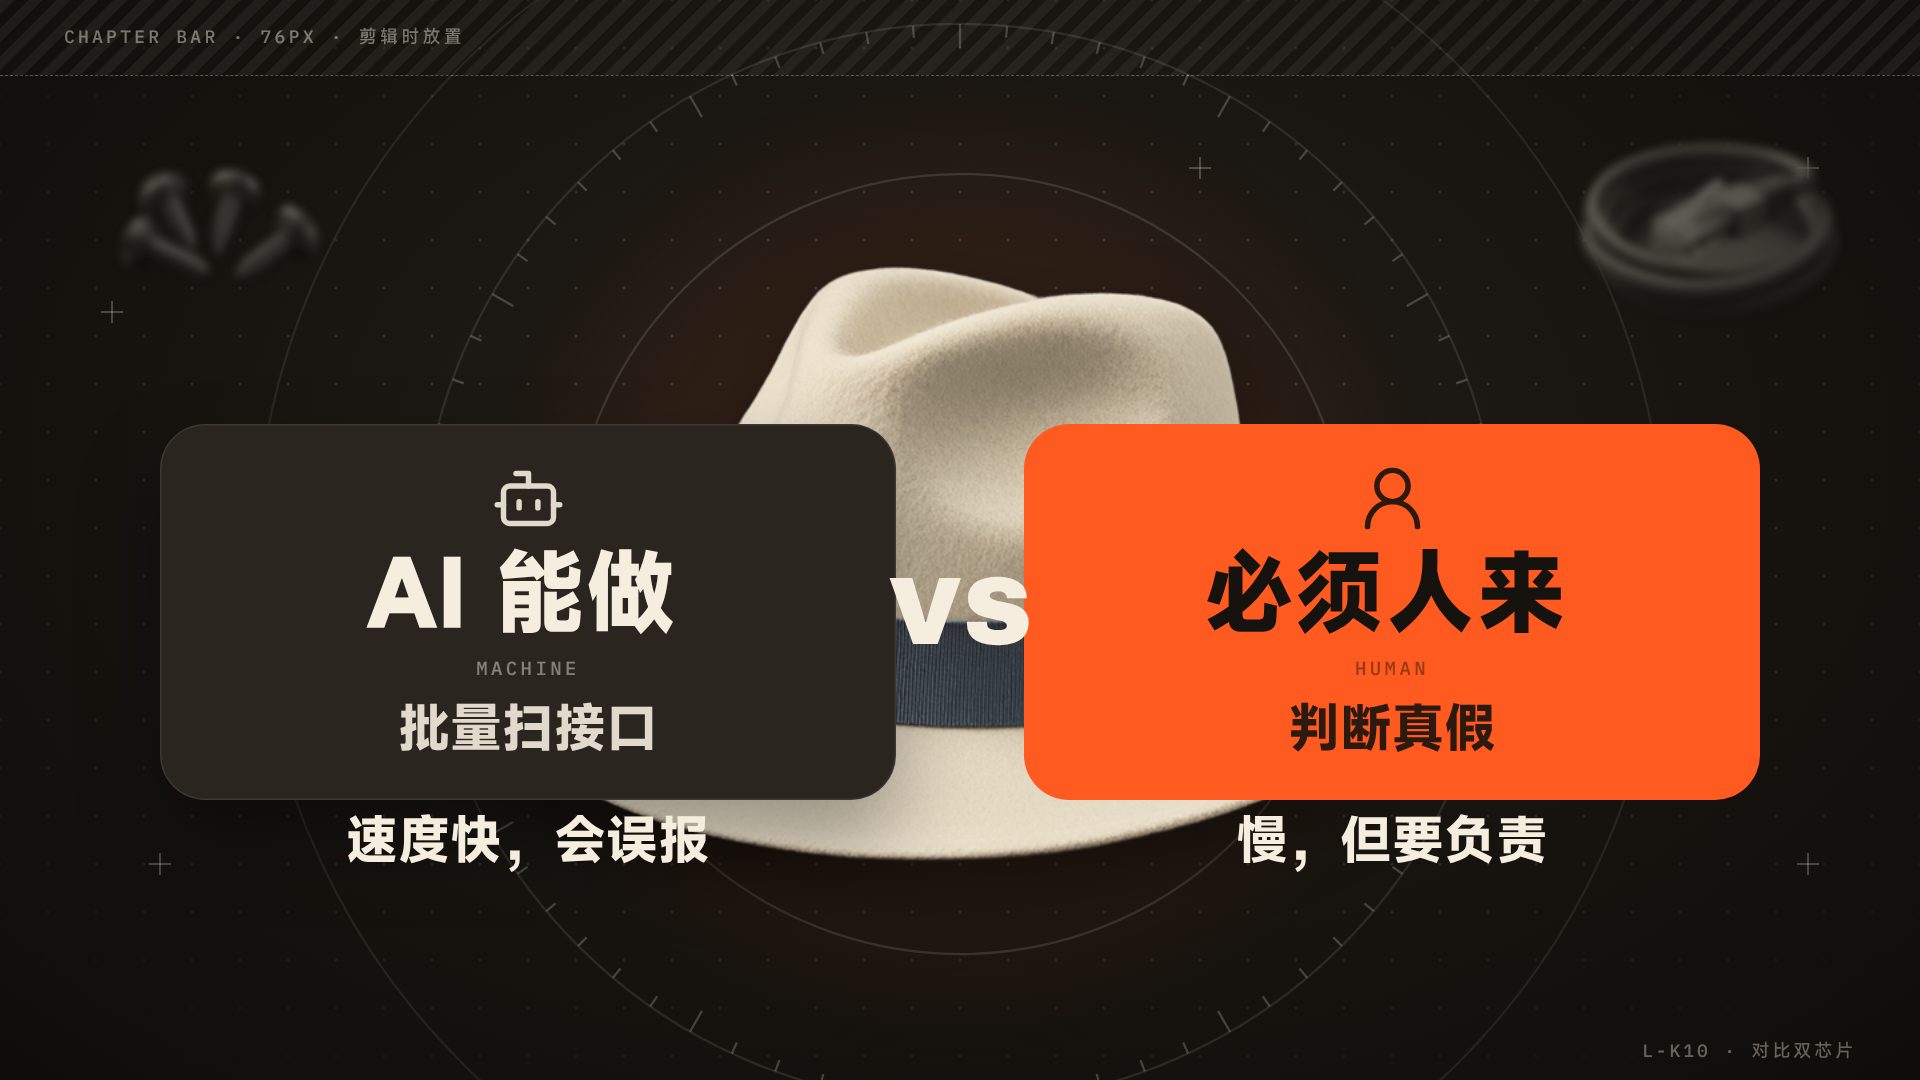 CHAPTER BAR · 76PX · 剪辑时放置
AI 能做
MACHINE
批量扫接口
速度快，会误报
VS
必须人来
HUMAN
判断真假
慢，但要负责
L-K10 · 对比双芯片